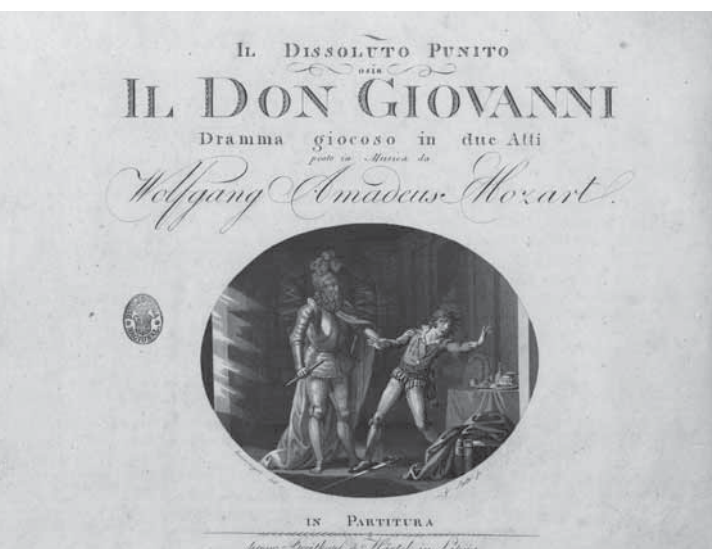 IL DISSOLUTO PUNITO
osia
IL DON GIOVANNI
Dramma giocoso in due Atti
posto in Musica da
Wolfgang Amadeus Mozart.
IN PARTITURA